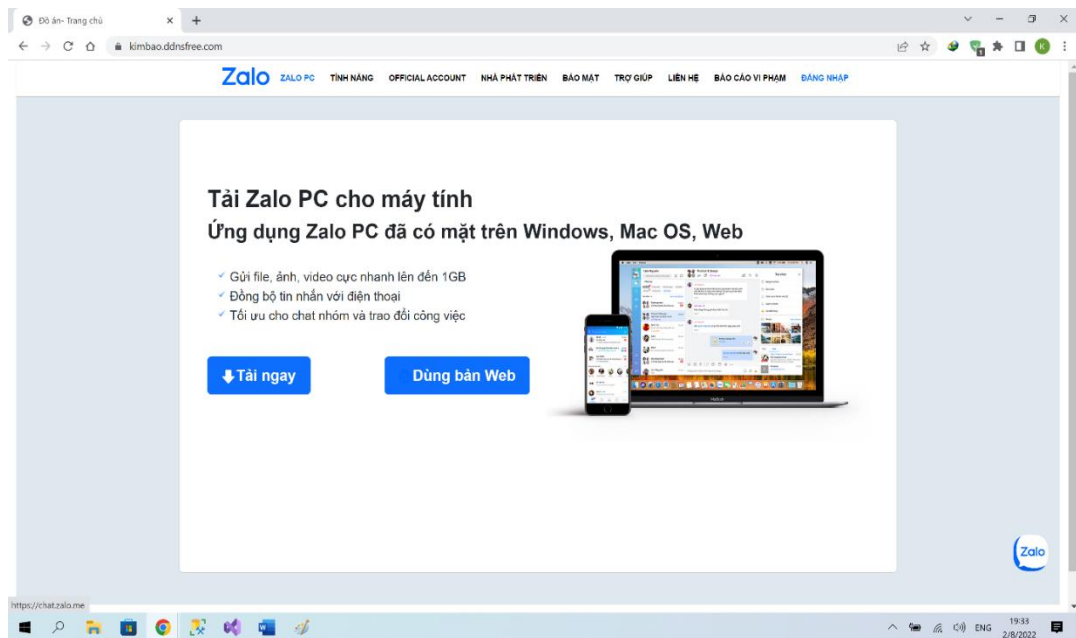 Đồ án- Trang chủ
kimbao.ddnsfree.com
K
Zalo ZALO PC TÍNH NĂNG OFFICIAL ACCOUNT NHÀ PHÁT TRIỂN BẢO MẬT TRỢ GIÚP LIÊN HỆ BÁO CÁO VI PHẠM ĐĂNG NHẬP
Tải Zalo PC cho máy tính
Ứng dụng Zalo PC đã có mặt trên Windows, Mac OS, Web
Gửi file, ảnh, video cực nhanh lên đến 1GB
Đồng bộ tin nhắn với điện thoại
Tối ưu cho chat nhóm và trao đổi công việc
Tải ngay Dùng bản Web
Zalo
https://chat.zalo.me
ENG 19:33
2/8/2022